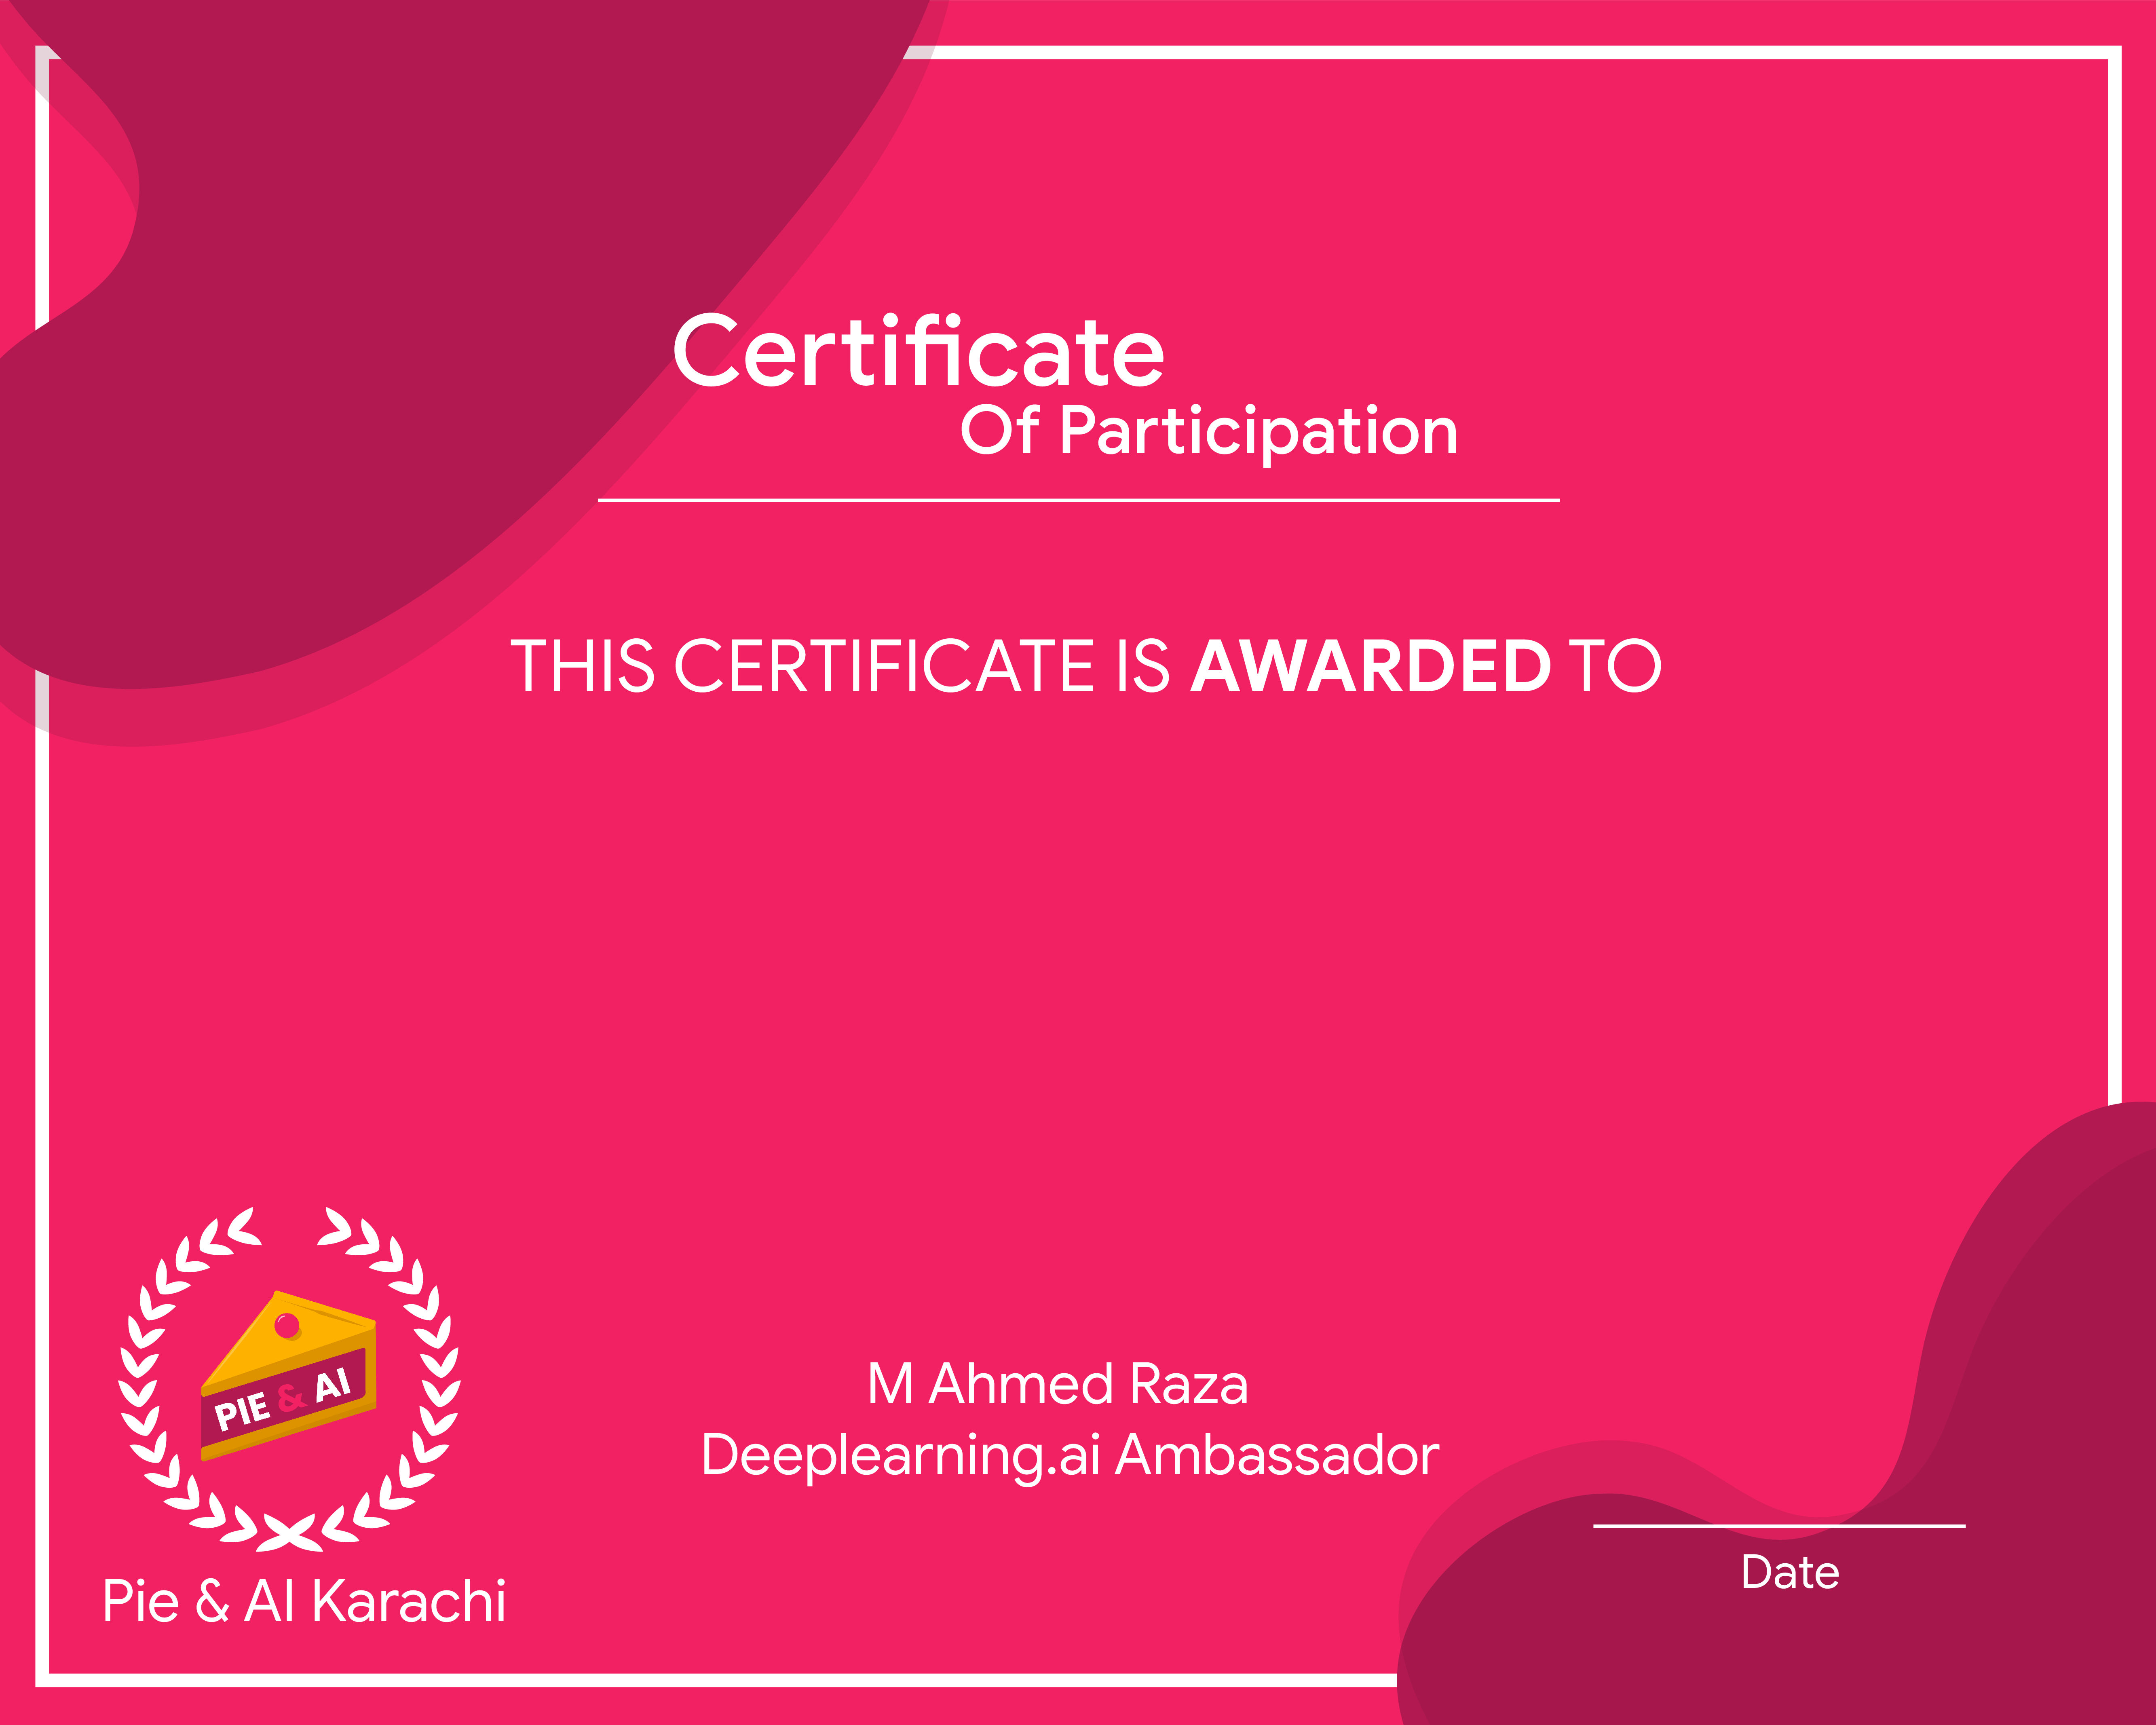 Certificate
Of Participation
THIS CERTIFICATE IS AWARDED TO
PIE & AI
Pie & AI Karachi
M Ahmed Raza
Deeplearning.ai Ambassador
Date